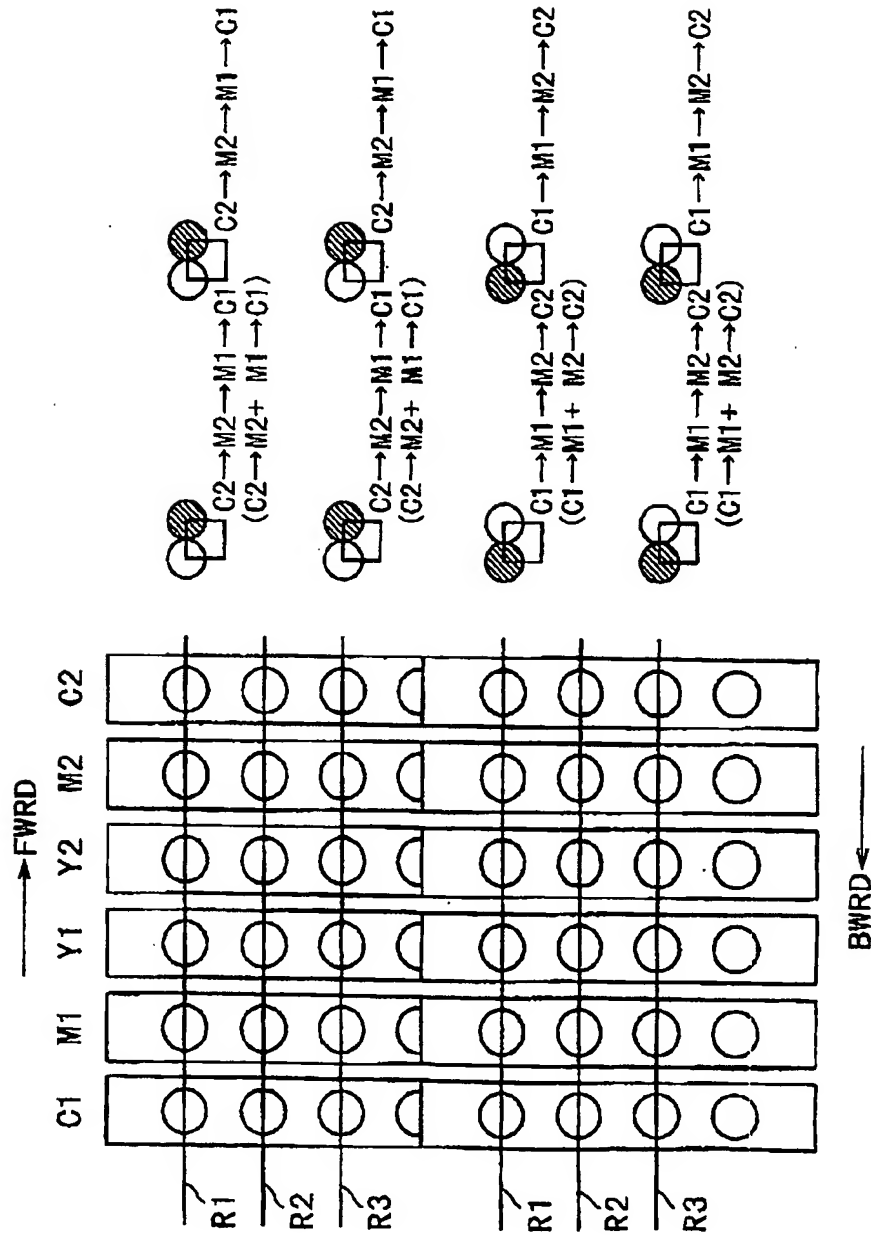 →FWRD
C1 M1 Y1 Y2 M2 C2
R1
R2
R3
R1
R2
R3
BWRD←
C2→M2→M1→C1
(C2→M2+ M1→C1)
C2→M2→M1→C1
C2→M2→M1→C1
(C2→M2+ M1→C1)
C2→M2→M1→C1
C1→M1→M2→C2
(C1→M1+ M2→C2)
C1→M1→M2→C2
C1→M1→M2→C2
(C1→M1+ M2→C2)
C1→M1→M2→C2